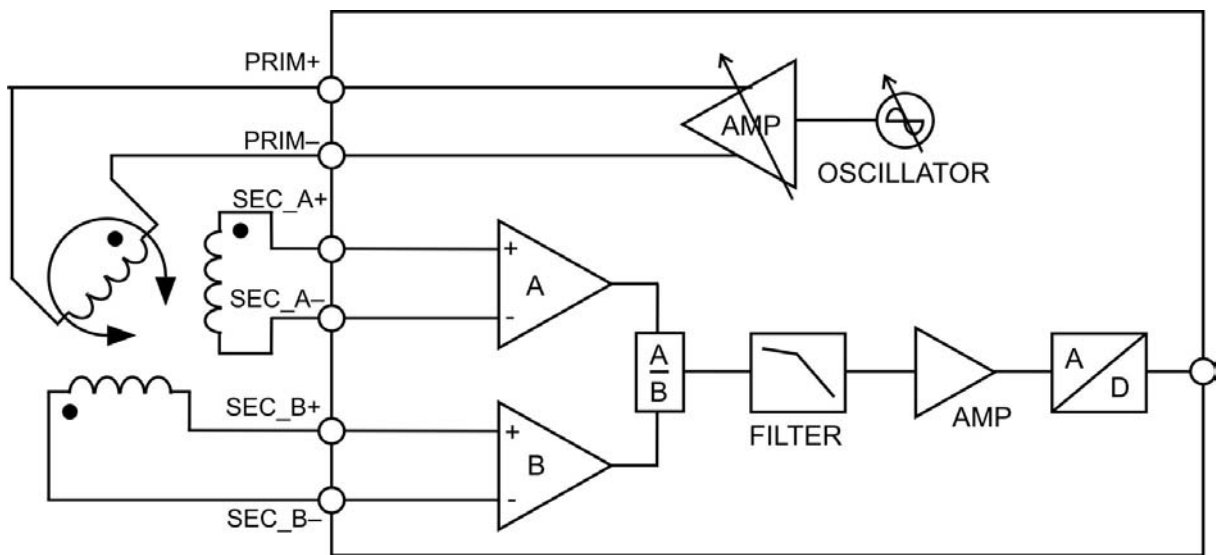 PRIM+
PRIM–
AMP
OSCILLATOR
SEC_A+
+
A
SEC_A–
-
A
B
FILTER
AMP
A
D
SEC_B+
+
B
-
SEC_B–